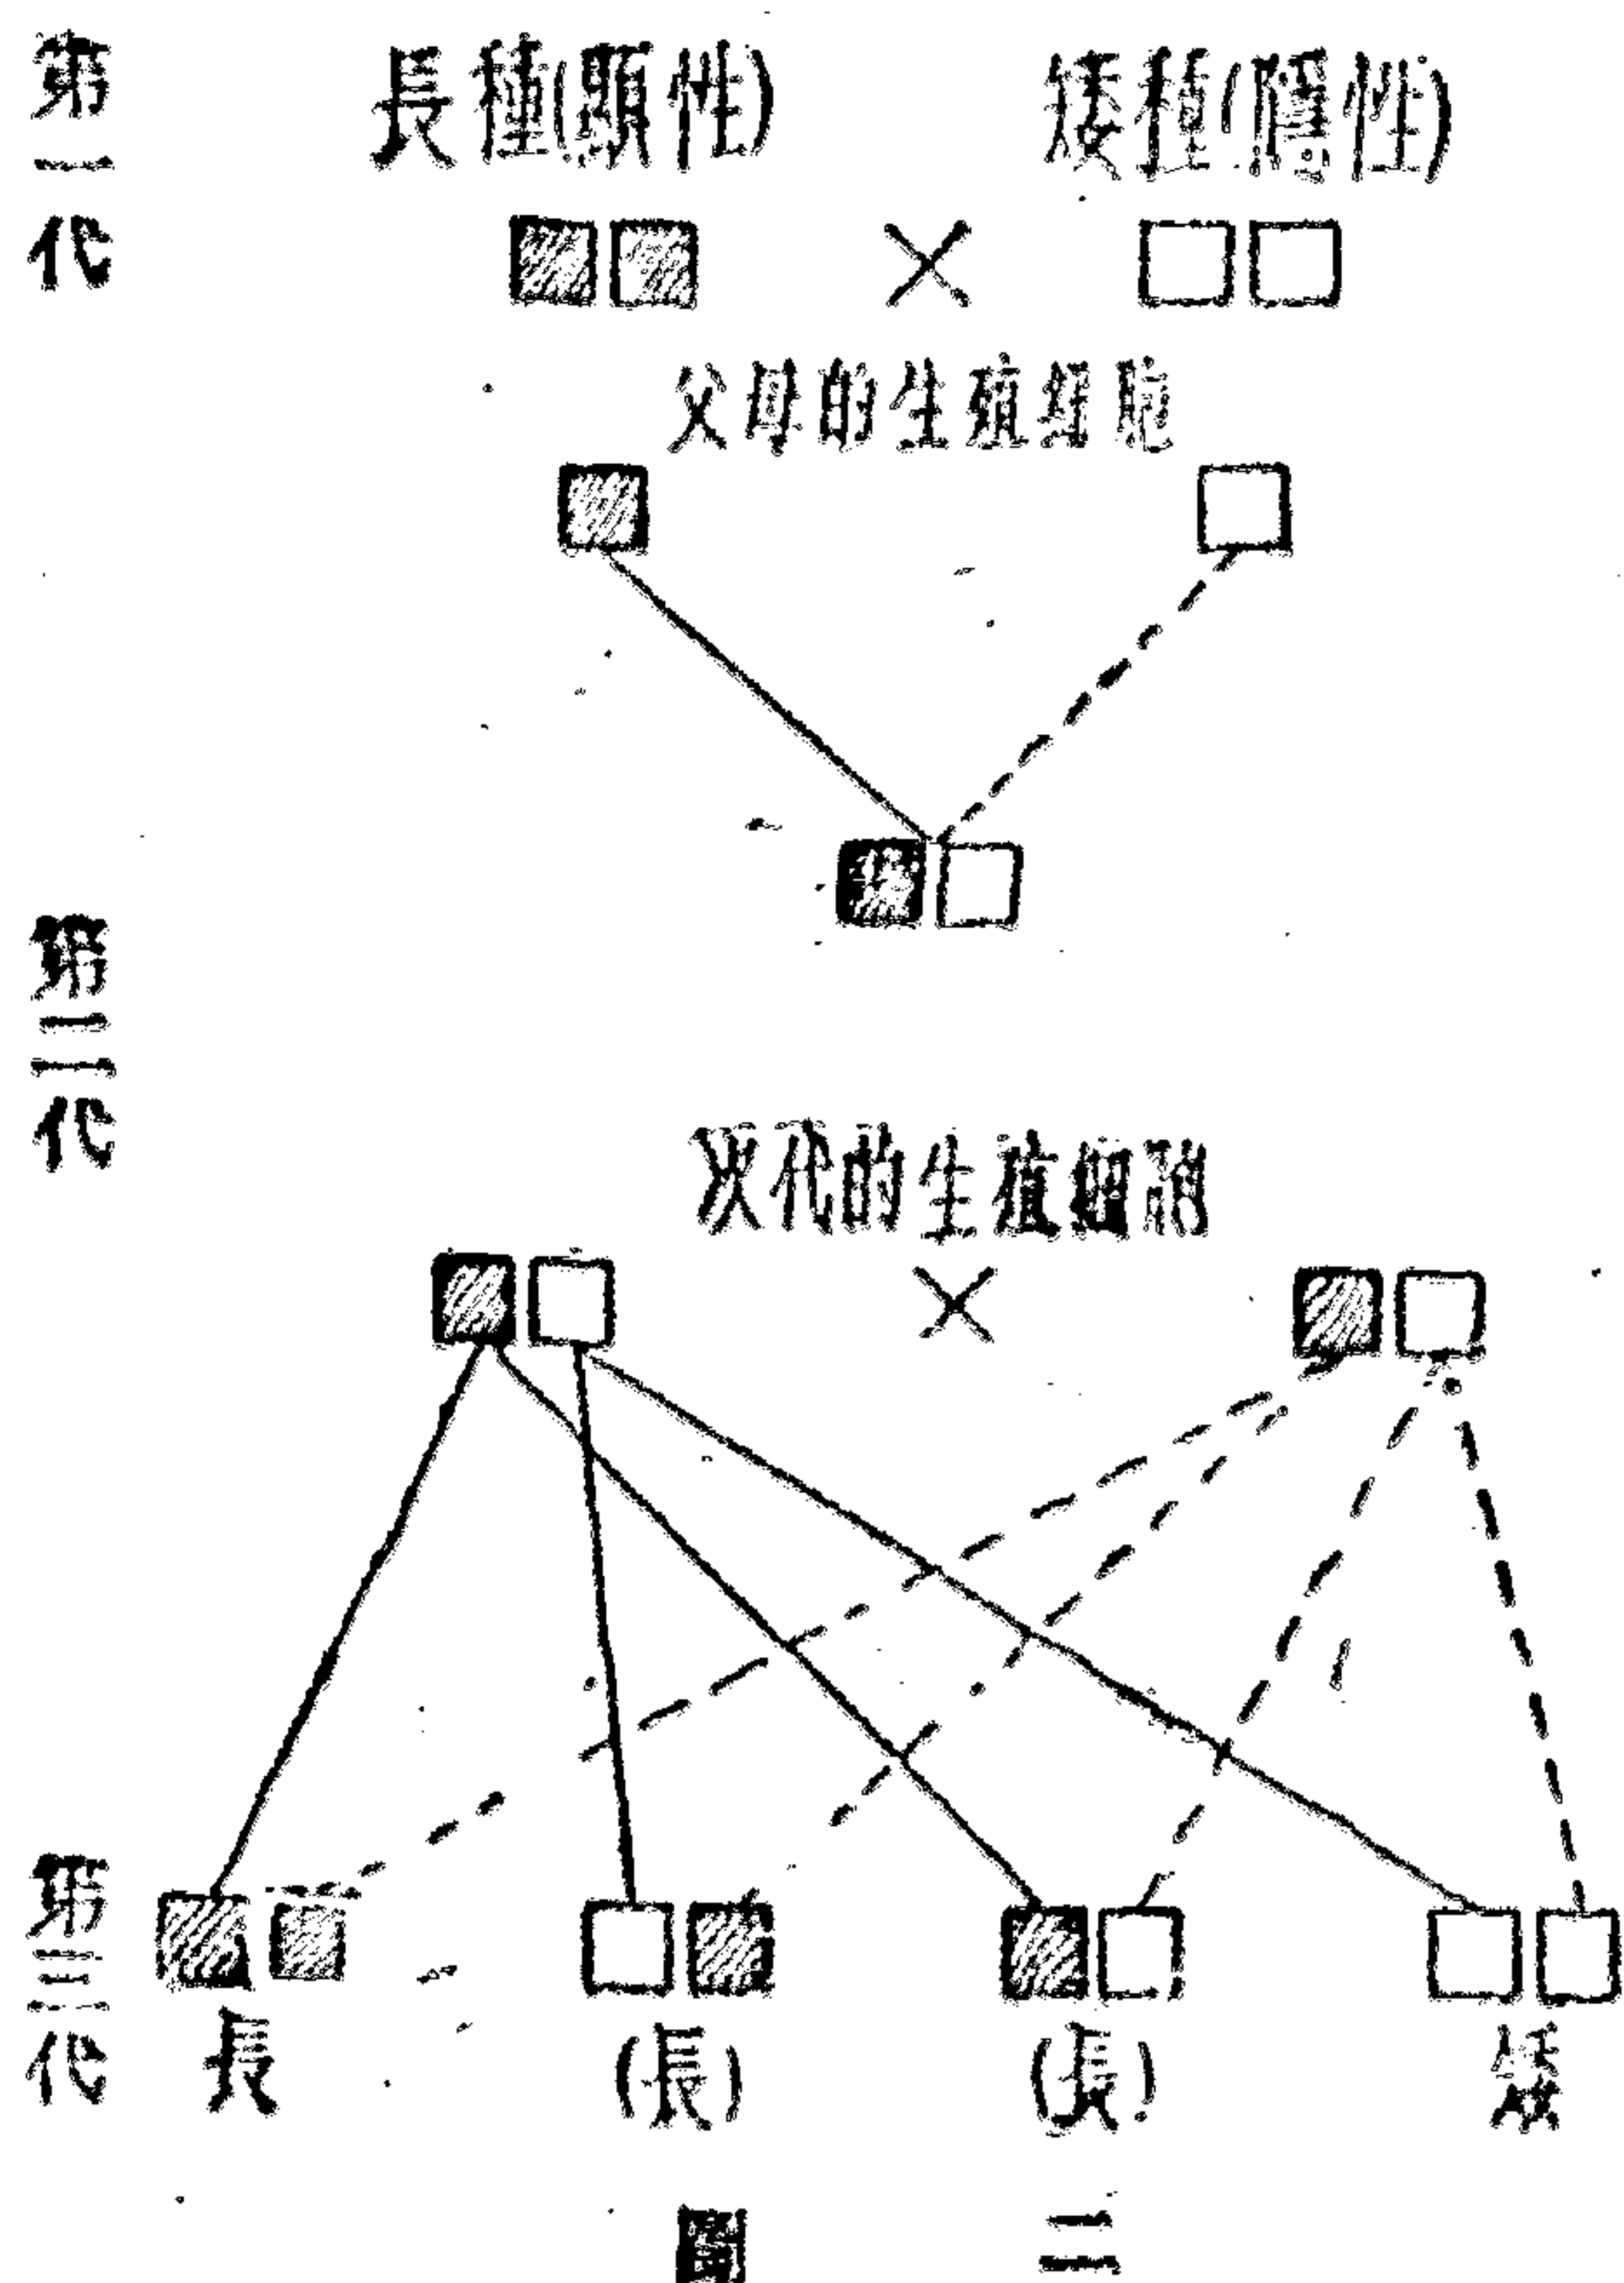 第一代
長種(顯性)
矮種(隱性)
父母的生殖細胞
第二代
次代的生殖細胞
第三代
長
(長)
(長)
矮
圖 二